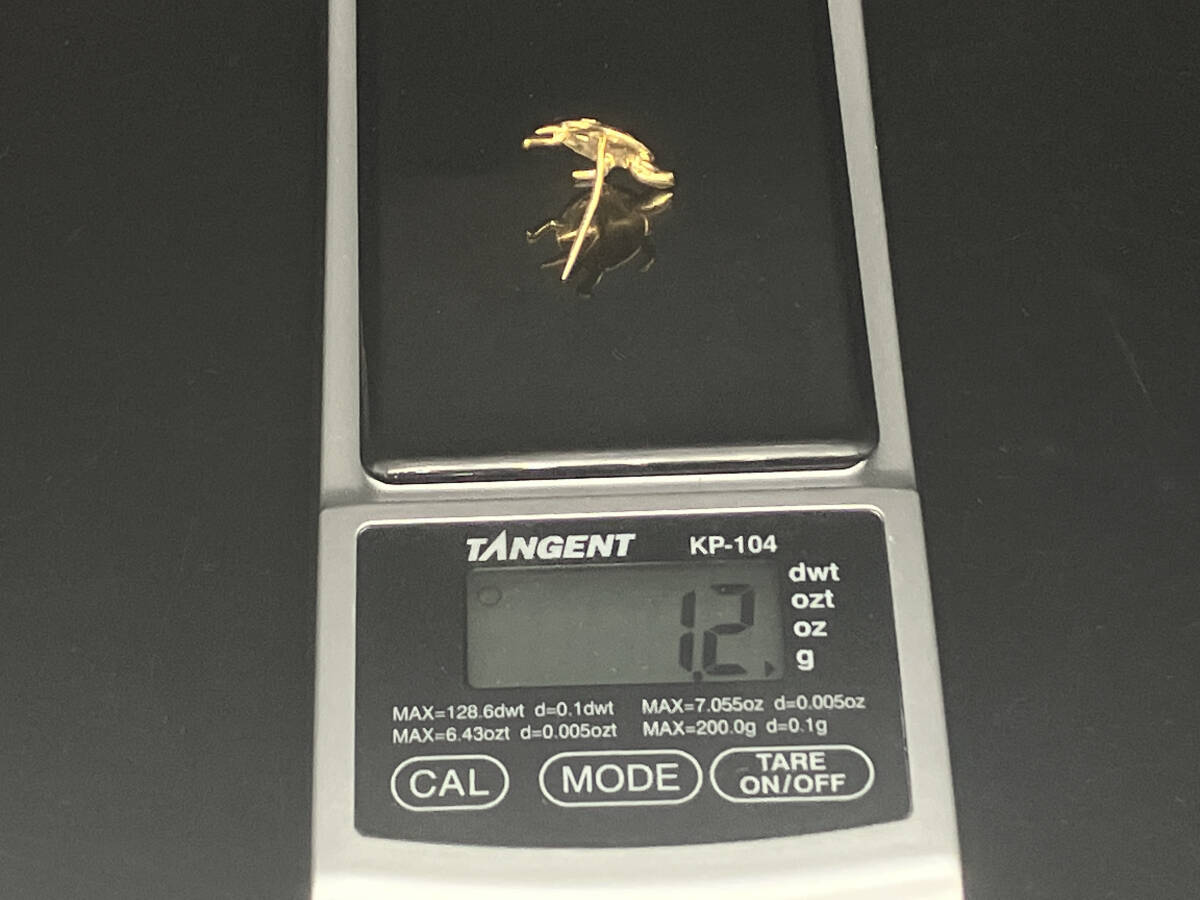 TANGENT KP-104
dwt
ozt
oz
g
1.2
MAX=128.6dwt d=0.1dwt MAX=7.055oz d=0.005oz
MAX=6.43ozt d=0.005ozt MAX=200.0g d=0.1g
CAL MODE TARE
ON/OFF